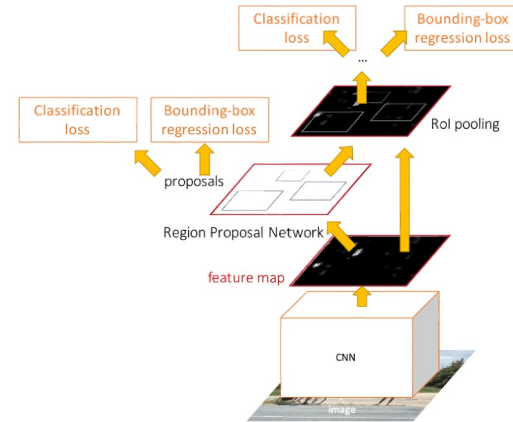 Classification
loss
Bounding-box
regression loss
...
RoI pooling
Classification
loss
Bounding-box
regression loss
proposals
Region Proposal Network
feature map
CNN
image